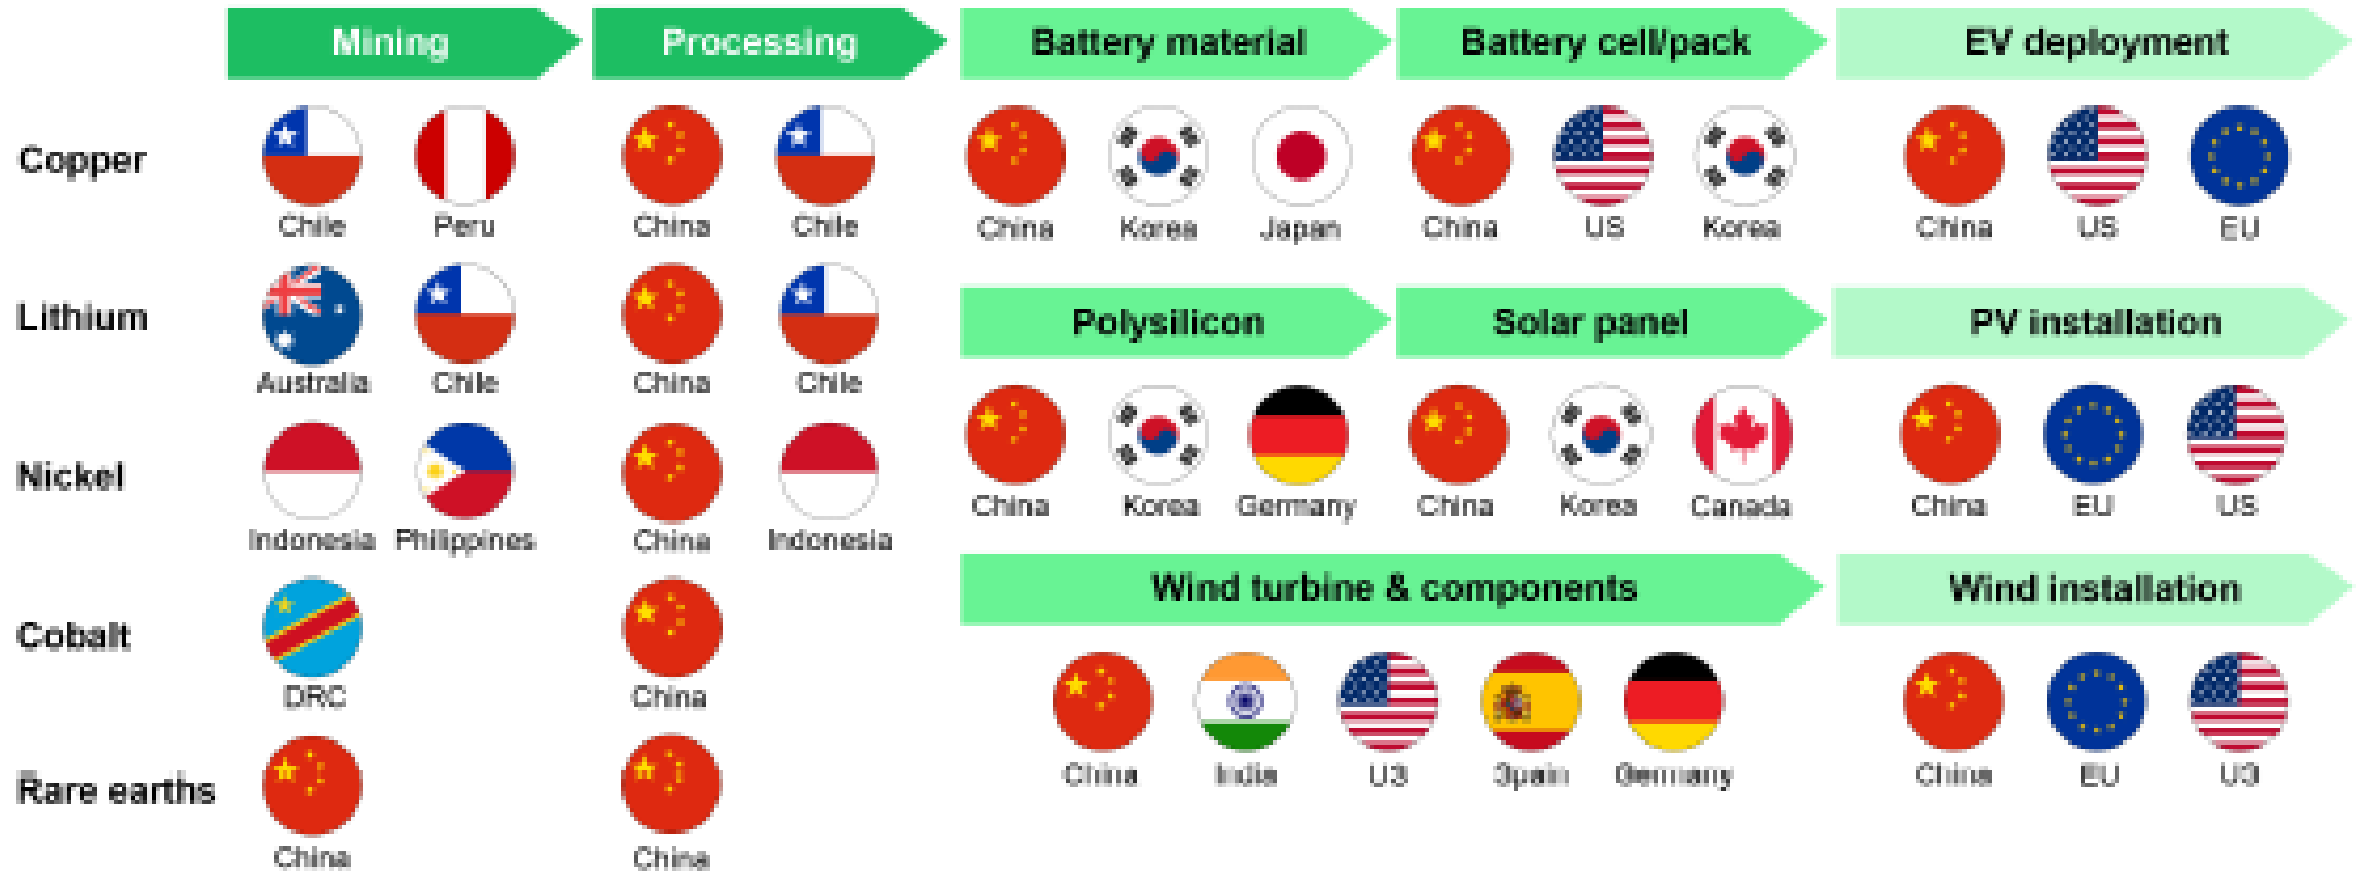 Mining Processing Battery material Battery cell/pack EV deployment
Copper
Chile Peru China Chile China Korea Japan China US Korea China US EU
Lithium
Australia Chile China Chile
Polysilicon Solar panel PV installation
Nickel
Indonesia Philippines China Indonesia
China Korea Germany China Korea Canada China EU US
Wind turbine & components Wind installation
Cobalt
DRC China
China India US Spain Germany China EU US
Rare earths
China China